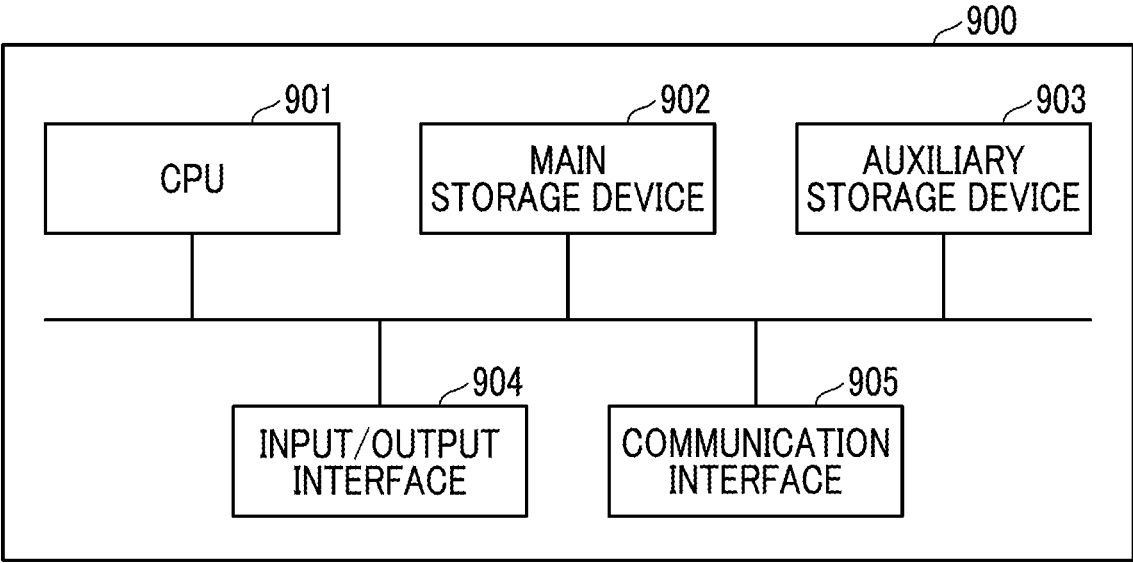 900
901
902
903
CPU
MAIN
STORAGE DEVICE
AUXILIARY
STORAGE DEVICE
904
905
INPUT/OUTPUT
INTERFACE
COMMUNICATION
INTERFACE